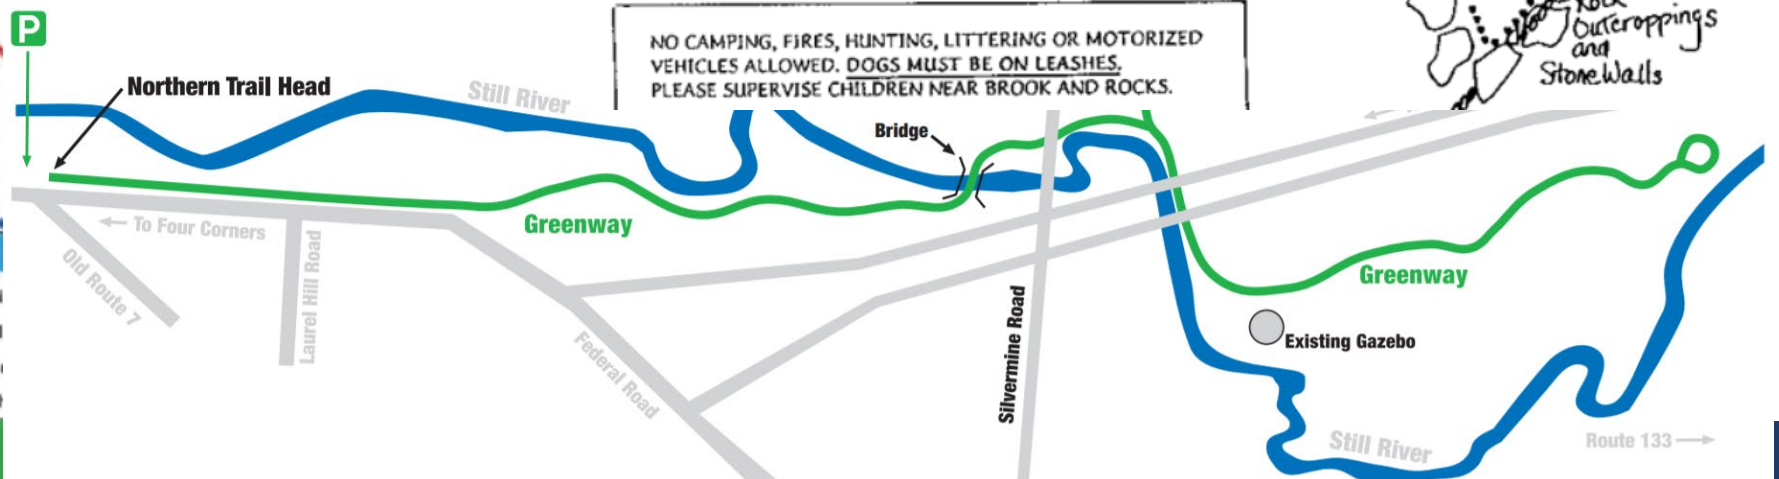 P
NO CAMPING, FIRES, HUNTING, LITTERING OR MOTORIZED
VEHICLES ALLOWED. DOGS MUST BE ON LEASHES.
PLEASE SUPERVISE CHILDREN NEAR BROOK AND ROCKS.
Outcroppings
and
Stone Walls
Northern Trail Head
Still River
Bridge
Greenway
To Four Corners
Old Route 7
Laurel Hill Road
Federal Road
Silvermine Road
Greenway
Existing Gazebo
Still River
Route 133